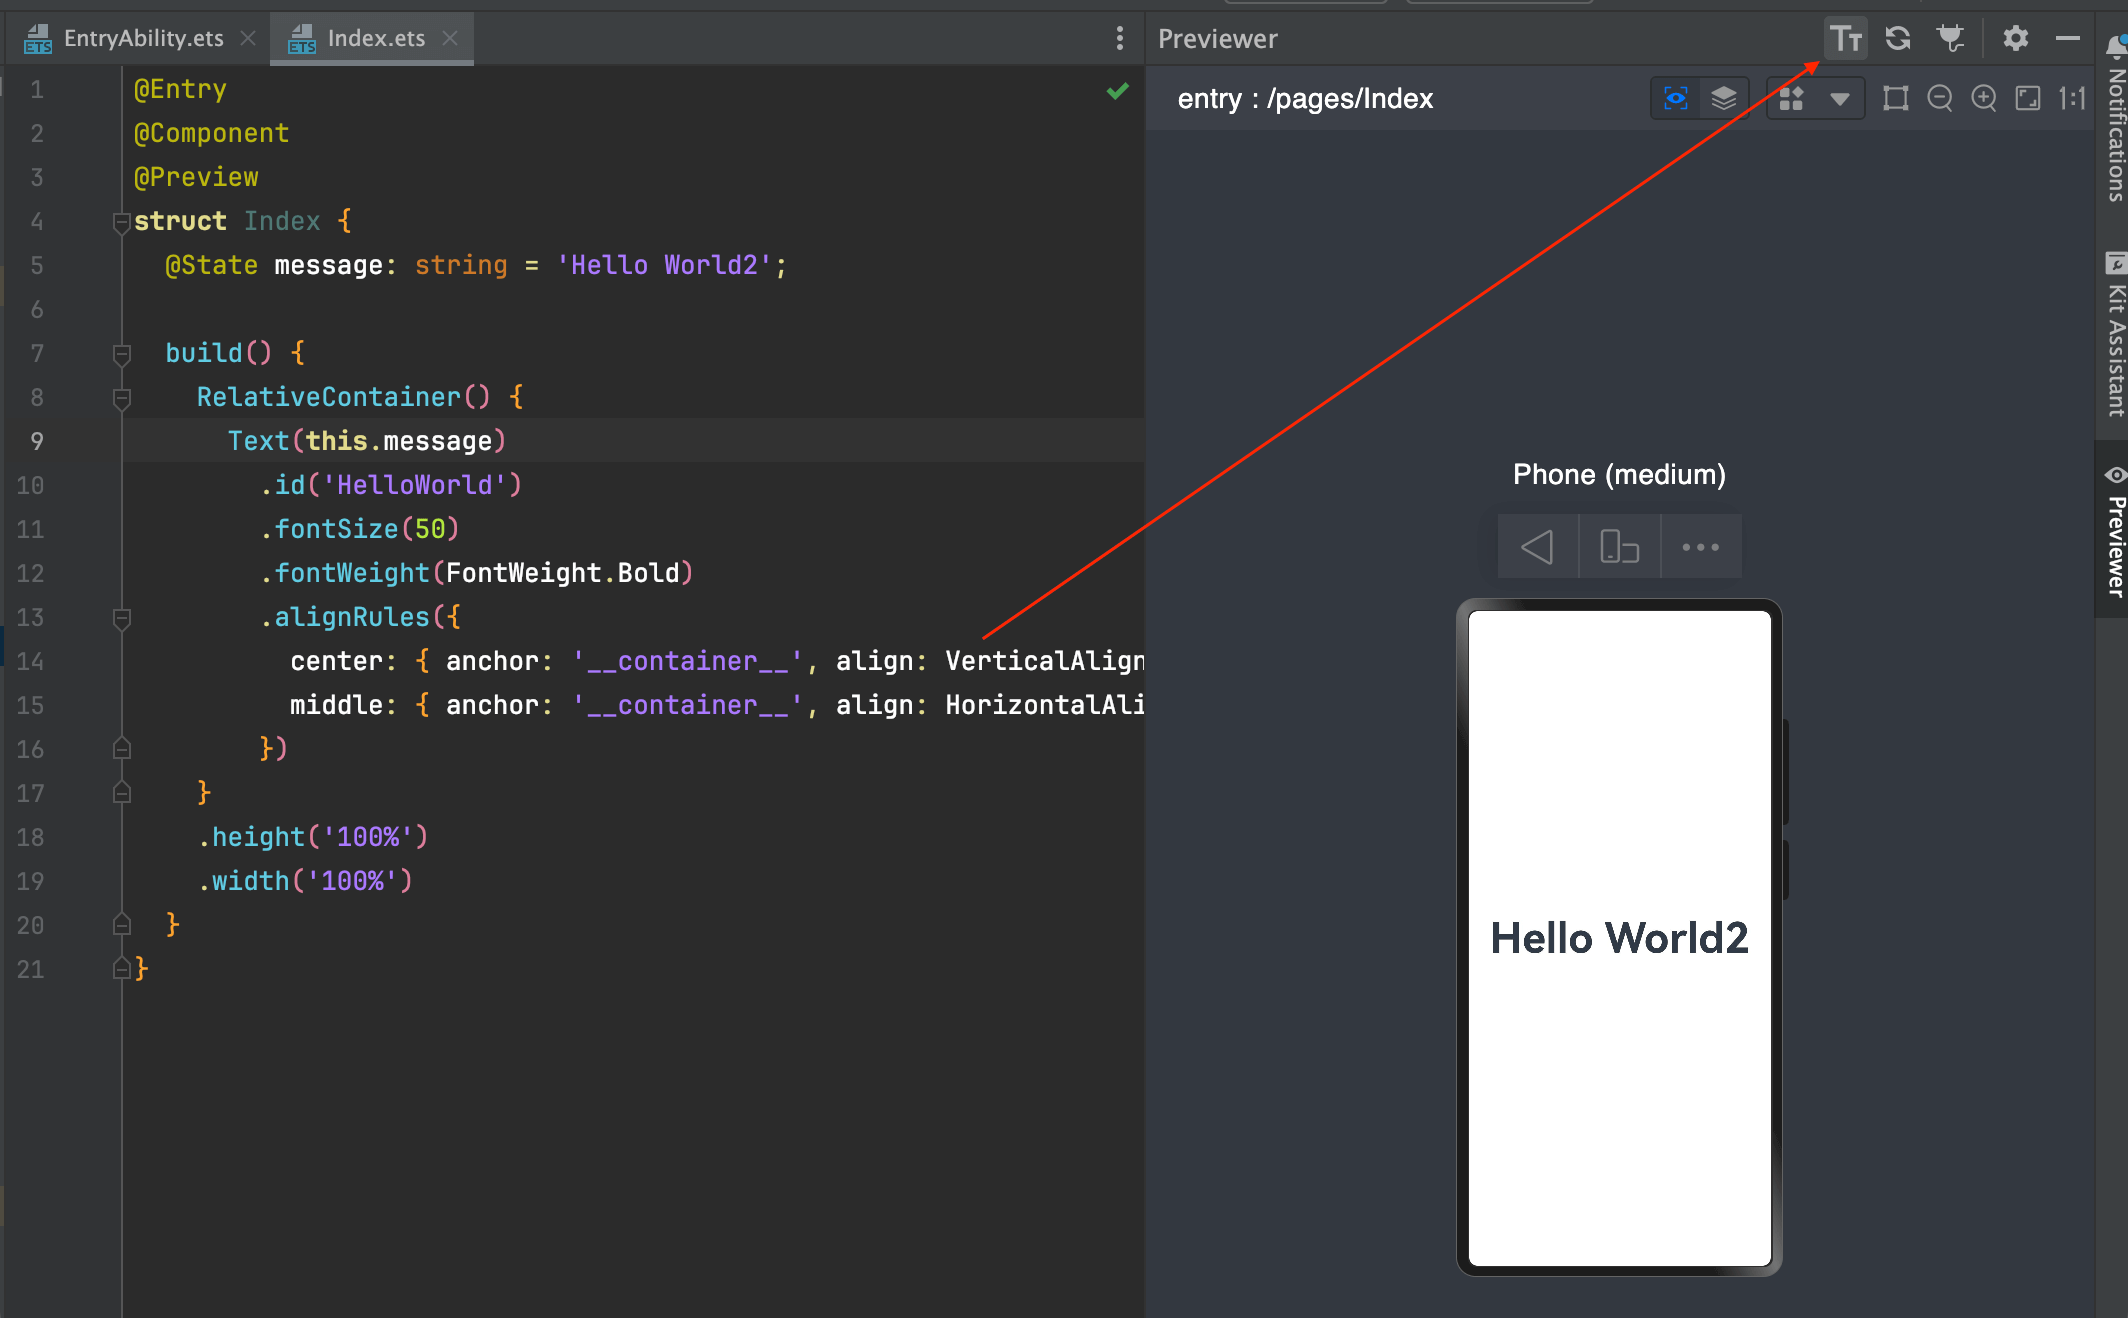 EntryAbility.ets
Index.ets
1 @Entry
2 @Component
3 @Preview
4 struct Index {
5 @State message: string = 'Hello World2';
6
7 build() {
8 RelativeContainer() {
9 Text(this.message)
10 .id('HelloWorld')
11 .fontSize(50)
12 .fontWeight(FontWeight.Bold)
13 .alignRules({
14 center: { anchor: '__container__', align: VerticalAlign
15 middle: { anchor: '__container__', align: HorizontalAli
16 })
17 }
18 .height('100%')
19 .width('100%')
20 }
21 }
Previewer
Tt
entry : /pages/Index
1:1
Phone (medium)
Hello World2
Notifications
Kit Assistant
Previewer
ETS
ETS